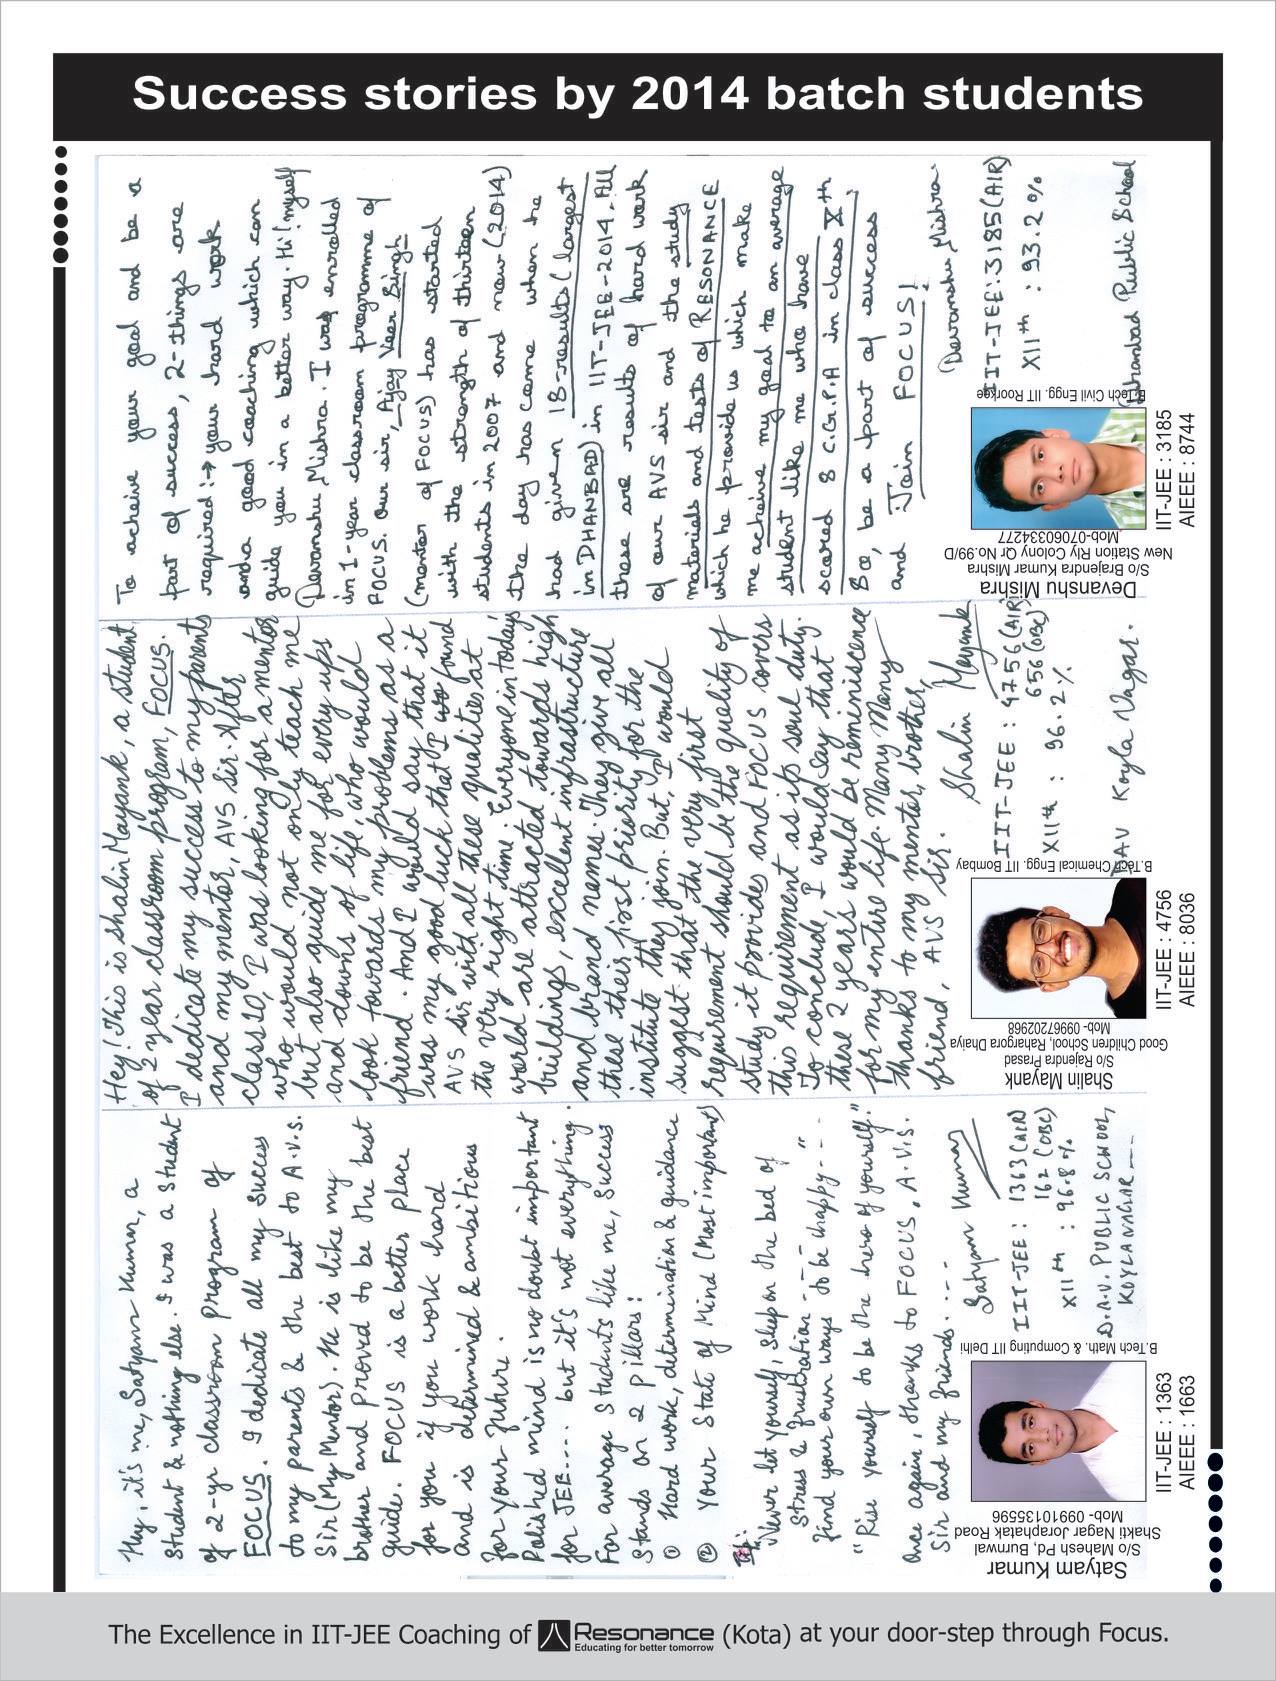 Success stories by 2014 batch students
Hey, it's me, Satyam Kumar, a
student & nothing else. I was a student
of 2-yr classroom program of
FOCUS. I dedicate all my success
to my parents & the best to A.V.S.
Sir (My Mentor). He is like my
brother and proved to be the best
guide. FOCUS is a better place
for you if you work hard
and is determined & ambitious
for your future.
Polished mind is no doubt important
for JEE.... but it's not everything.
For average students like me, success
stands on 2 pillars:
① Hard work, determination & guidance
② Your State of Mind (Most important)
Never let yourself, sleep on the bed of
stress & frustration ---
find your own ways to be happy---"
"Rise yourself to be the hero of yourself."
Once again, thanks to FOCUS, A.V.S.
Sir and my friends....
Satyam Kumar
IIT-JEE : 1363 (AIR)
162 (OBC)
XIIth : 96.8 %
D.A.V. PUBLIC SCHOOL,
KOYLANAGAR ---
B.Tech Math. & Computing IIT Delhi
IIT-JEE : 1363
AIEEE : 1663
Satyam Kumar
S/o Mahesh Pd, Burnwal
Shakti Nagar Joraphatak Road
Mob- 09910135596
Hey! This is Shalin Mayank, a student
of 2 year classroom program, FOCUS.
I dedicate my success to my parents
and my mentor, AVS Sir. After
class 10, I was looking for a mentor
who would not only teach me
but also guide me for every ups
and downs of life, who would
look towards my problems as a
friend. And I would say that it
was my good luck that I wo found
AVS Sir with all these qualities at
the very right time. Everyone in todays
world are attracted towards high
buildings, excellent infrastructure
and brand names. They give all
these their first priority for the
institute they join. But, I would
suggest that the very first
requirement should be the quality of
study it provides and FOCUS covers
this requirement as its soul duty.
To conclude, I would say that
these 2 years would be reminiscence
for my entire life. Many Many
thanks to my mentor, brother,
friend, AVS Sir.
Shalin Mayank
IIT-JEE : 4756 (AIR)
656 (OBC)
XIIth : 96.2 %
DAV Koyla Nagar.
B.Tech Chemical Engg. IIT Bombay
IIT-JEE : 4756
AIEEE : 8036
Shalin Mayank
S/o Rajendra Prasad
Good Children School, Rahargora Dhaiya
Mob- 09967202968
To acheive your goal and be a
part of success, 2-things are
required :→ your hard work
and a good coaching which can
guide you in a better way. Hi! myself
Devanshu Mishra. I was enrolled
in 1-year classroom programme of
FOCUS. Our sir, Ajay Veer Singh
(mentor of FOCUS) has started
with the strength of thirteen
students in 2007 and now (2014)
the day has come when he
had given 18-results (largest
in DHANBAD) in IIT-JEE-2014. All
these are results of hard work
of our AVS sir and the study
materials and tests of RESONANCE
which he provide us which make
me acheive my goal to an average
student like me who have
scored 8 C.G.P.A in class Xth
So, be a part of success
and Join FOCUS!
Devanshu Mishra
IIT-JEE : 3185 (AIR)
XIIth : 93.2 %
Dhanbad Public School
B.Tech Civil Engg. IIT Roorkee
IIT-JEE : 3185
AIEEE : 8744
Devanshu Mishra
S/o Brajendra Kumar Mishra
New Station Rly Colony Qr No.99/D
Mob-07060334277
The Excellence in IIT-JEE Coaching of Resonance (Kota) at your door-step through Focus.
Educating for better tomorrow